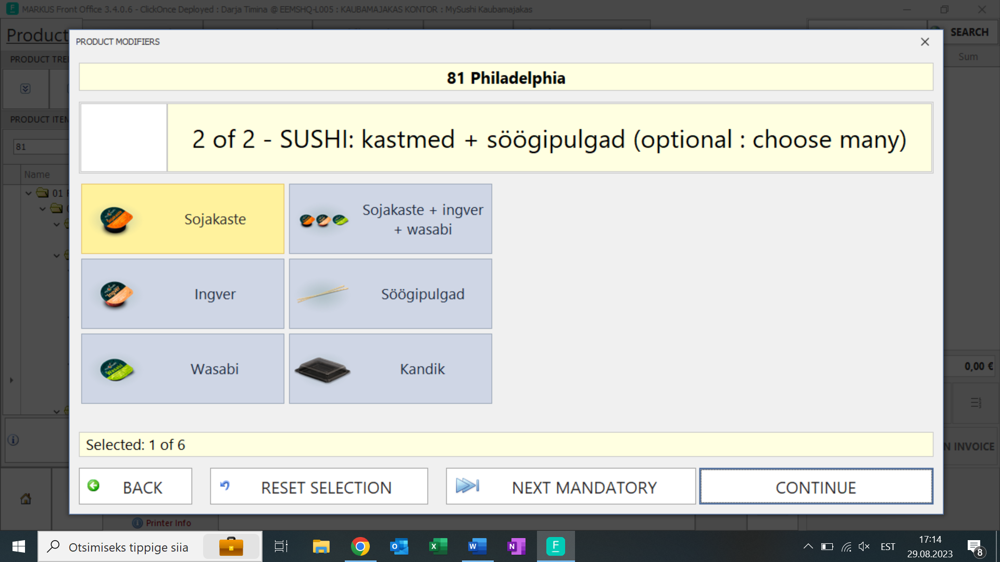 MARKUS Front Office 3.4.0.6 - ClickOnce Deployed : Darja Timina @ EEMSHQ-L005 : KAUBAMAJAKAS KONTOR : MySushi Kaubamajakas
Product
SEARCH
PRODUCT MODIFIERS
PRODUCT TREE
Sum
81 Philadelphia
PRODUCT ITEM
2 of 2 - SUSHI: kastmed + söögipulgad (optional : choose many)
81
Name
01
Sojakaste
Sojakaste + ingver
+ wasabi
Ingver
Söögipulgad
Wasabi
Kandik
0,00 €
Selected: 1 of 6
N INVOICE
BACK
RESET SELECTION
NEXT MANDATORY
CONTINUE
Printer Info
Otsimiseks tippige siia
EST
17:14
29.08.2023
8